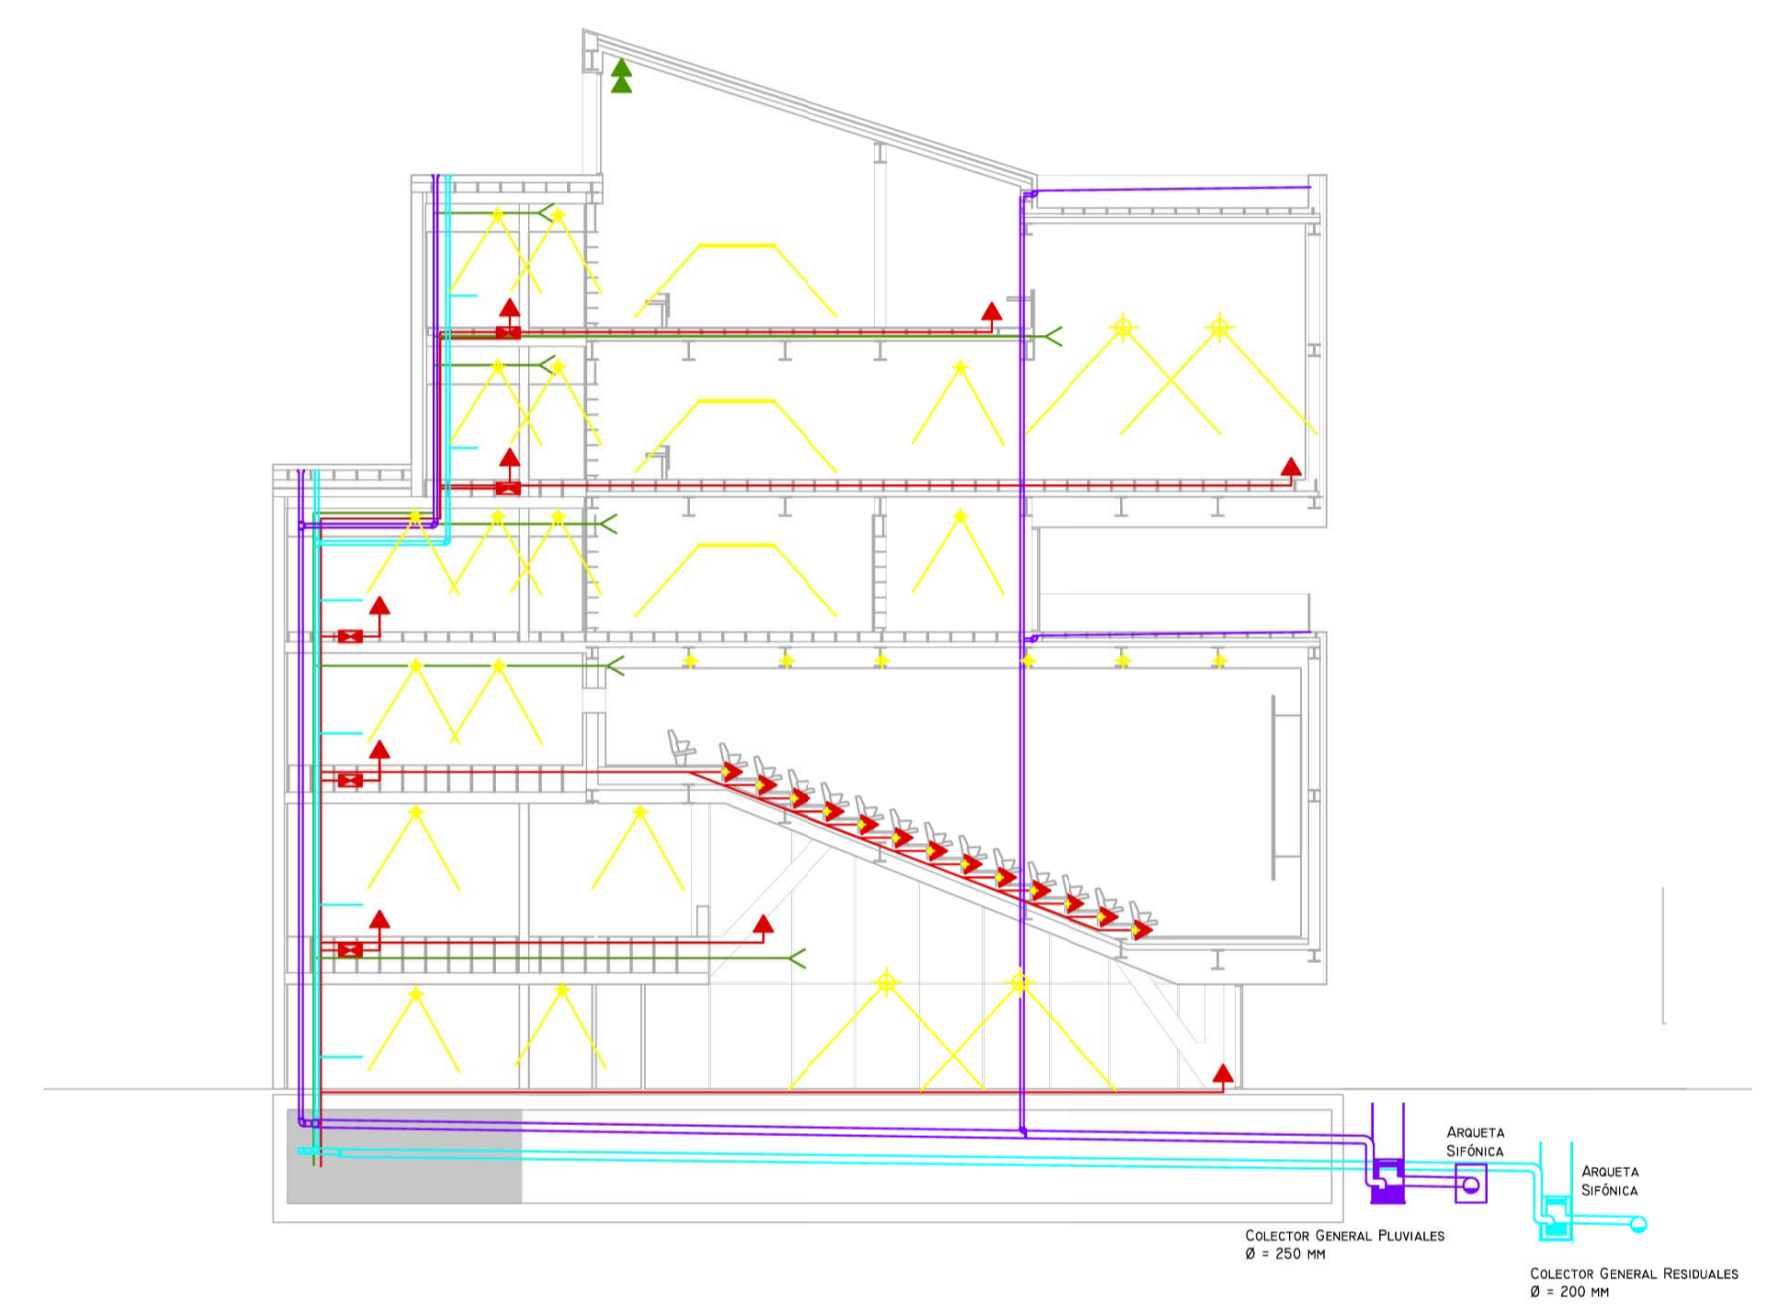 ARQUETA
SIFÓNICA
ARQUETA
SIFÓNICA
COLECTOR GENERAL PLUVIALES
Ø = 250 MM
COLECTOR GENERAL RESIDUALES
Ø = 200 MM